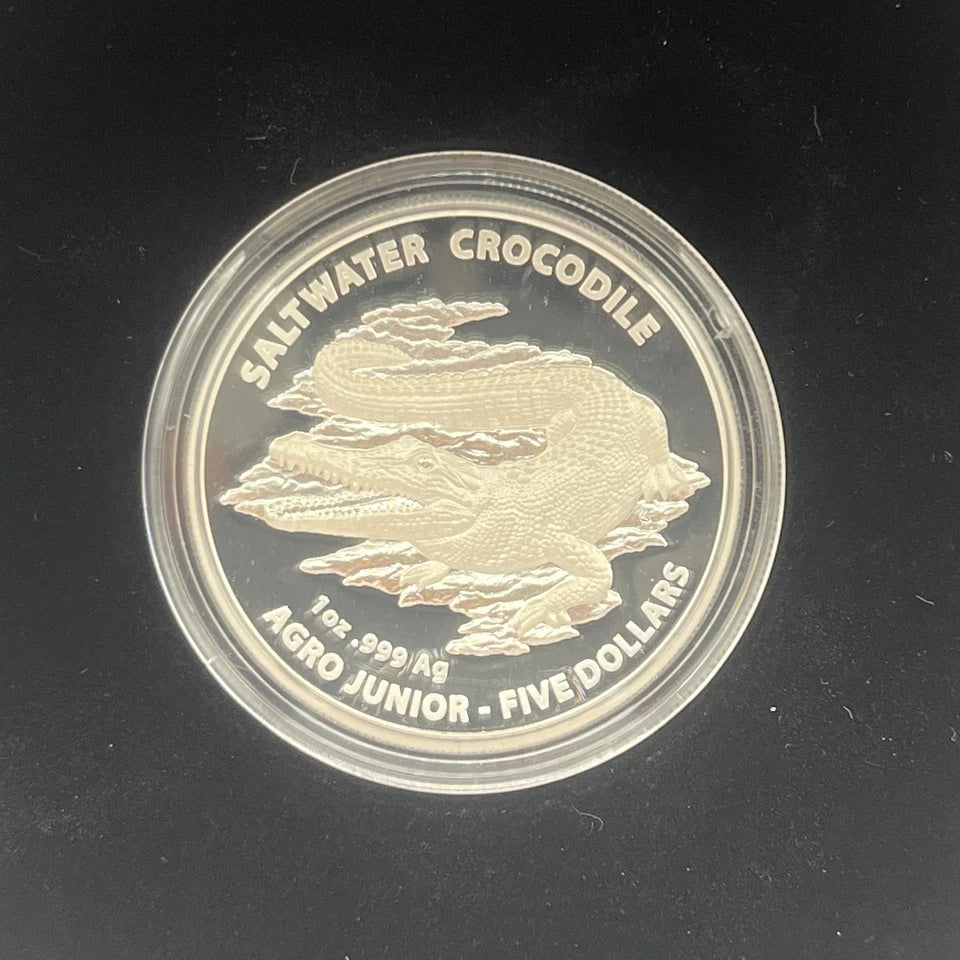 SALTWATER CROCODILE
1oz .999 Ag
AGRO JUNIOR - FIVE DOLLARS